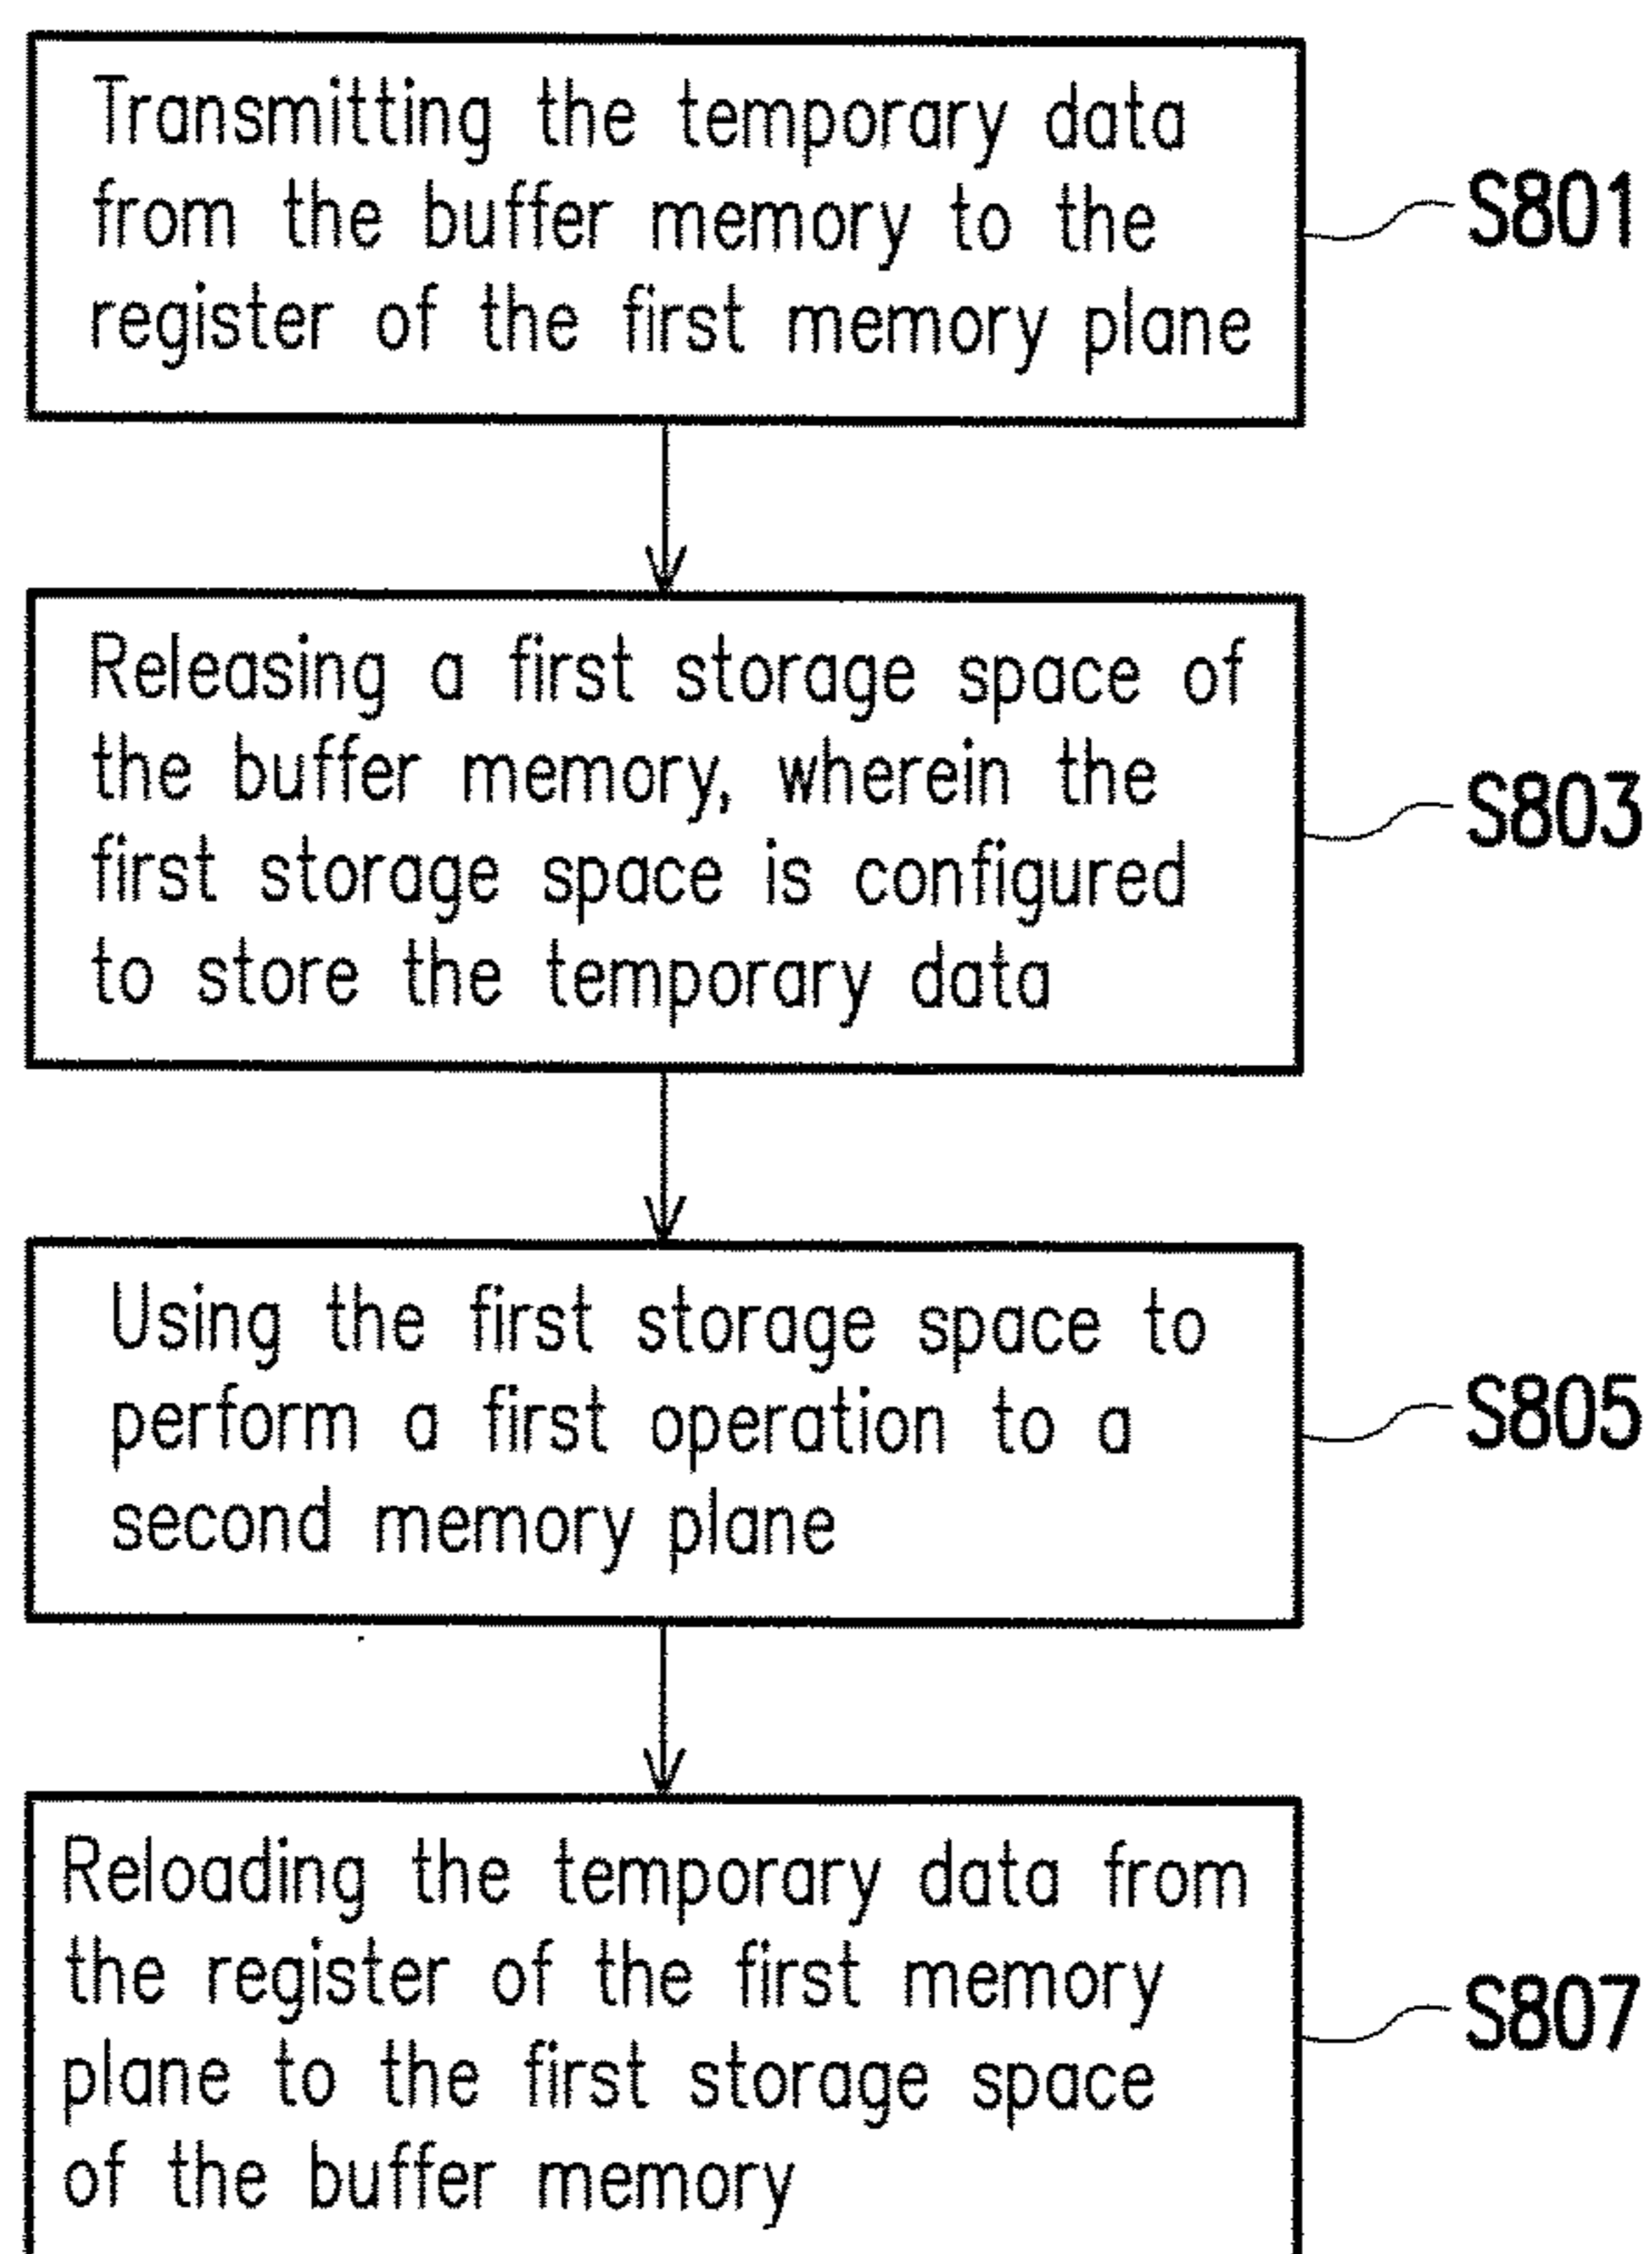 Transmitting the temporary data
from the buffer memory to the
register of the first memory plane
S801
Releasing a first storage space of
the buffer memory, wherein the
first storage space is configured
to store the temporary data
S803
Using the first storage space to
perform a first operation to a
second memory plane
S805
Reloading the temporary data from
the register of the first memory
plane to the first storage space
of the buffer memory
S807